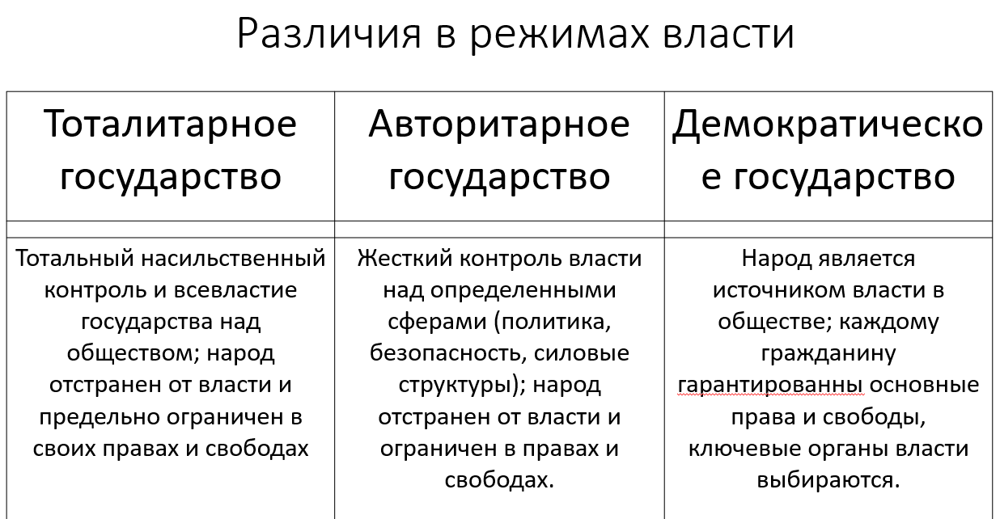 Различия в режимах власти
Тоталитарное
государство
Авторитарное
государство
Демократическо
е государство
Тотальный насильственный
контроль и всевластие
государства над
обществом; народ
отстранен от власти и
предельно ограничен в
своих правах и свободах
Жесткий контроль власти
над определенными
сферами (политика,
безопасность, силовые
структуры); народ
отстранен от власти и
ограничен в правах и
свободах.
Народ является
источником власти в
обществе; каждому
гражданину
гарантированны основные
права и свободы,
ключевые органы власти
выбираются.